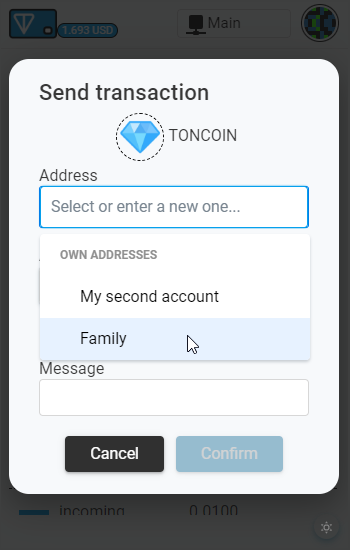 1.693 USD
Main
Send transaction
TONCOIN
Address
Select or enter a new one...
OWN ADDRESSES
My second account
Family
Message
Cancel
Confirm
incoming 0.0100